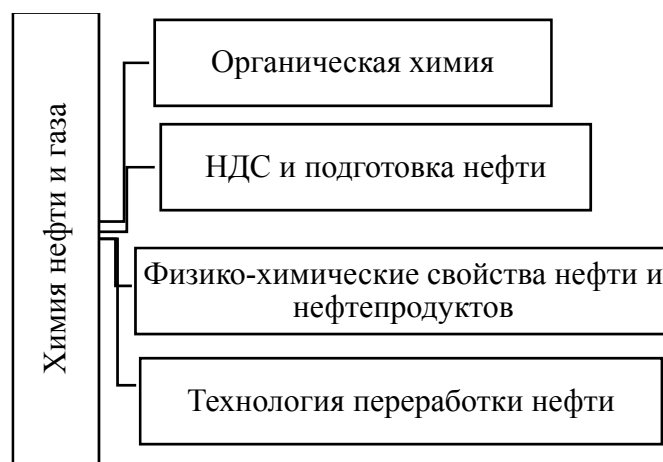 Химия нефти и газа
Органическая химия
НДС и подготовка нефти
Физико-химические свойства нефти и
нефтепродуктов
Технология переработки нефти